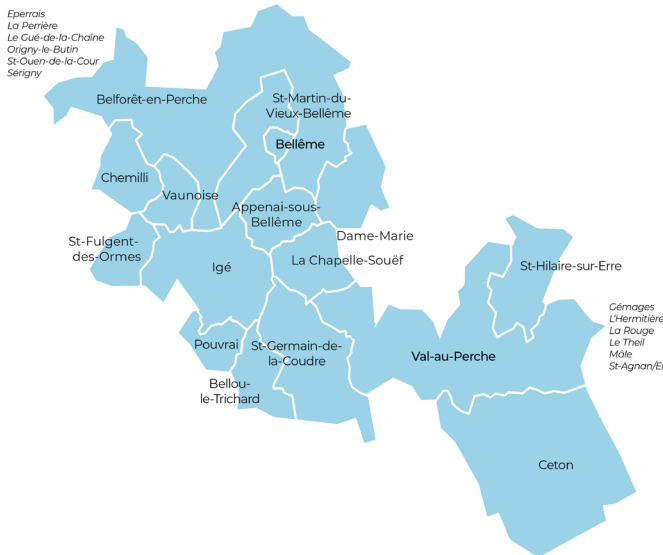 Eperrais
La Perrière
Le Gué-de-la-Chaîne
Origny-le-Butin
St-Ouen-de-la-Cour
Sérigny
Belforêt-en-Perche
St-Martin-du-
Vieux-Bellême
Bellême
Chemilli
Vaunoise
Appenai-sous-
Bellême
St-Fulgent-
des-Ormes
Dame-Marie
Igé
La Chapelle-Souëf
St-Hilaire-sur-Erre
Gémages
L'Hermitière
La Rouge
Le Theil
Mâle
St-Agnan/E
Pouvrai
St-Germain-de-
la-Coudre
Val-au-Perche
Bellou-
le-Trichard
Ceton